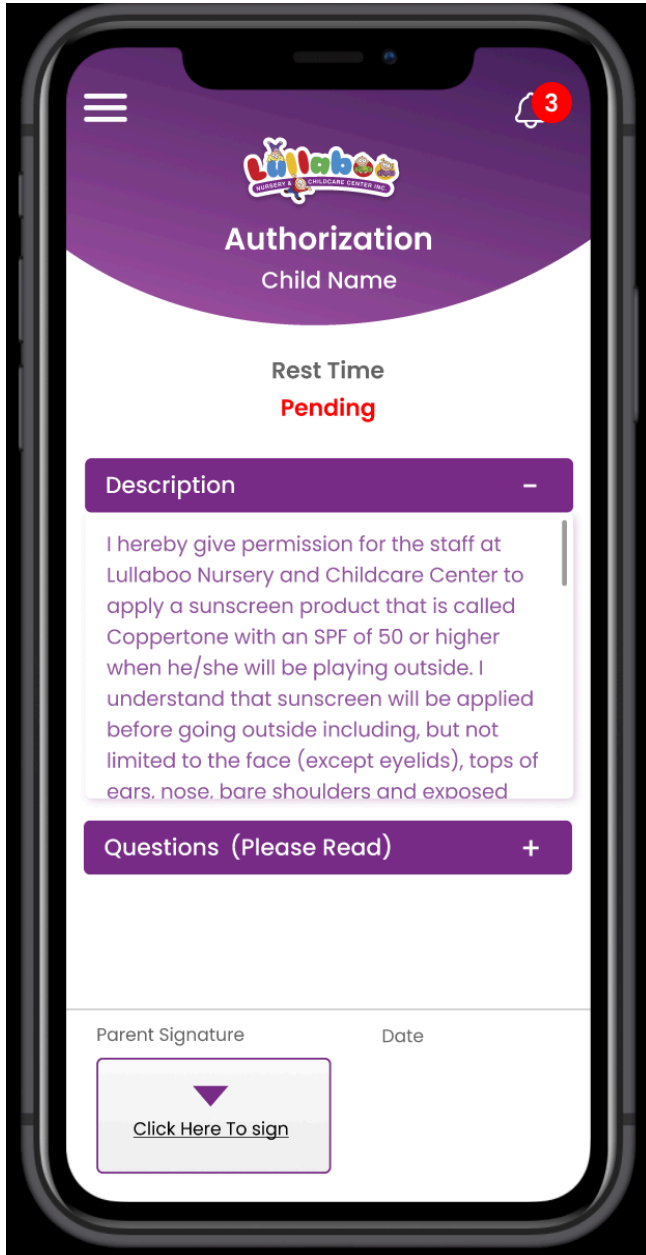 3
Lullaboo
NURSERY & CHILDCARE CENTER INC.
Authorization
Child Name
Rest Time
Pending
Description −
I hereby give permission for the staff at
Lullaboo Nursery and Childcare Center to
apply a sunscreen product that is called
Coppertone with an SPF of 50 or higher
when he/she will be playing outside. I
understand that sunscreen will be applied
before going outside including, but not
limited to the face (except eyelids), tops of
ears, nose, bare shoulders and exposed
Questions (Please Read) +
Parent Signature
Date
Click Here To sign